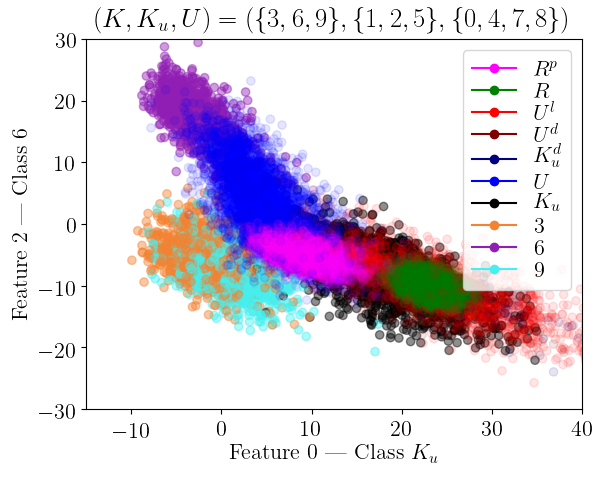 (K, K_u, U) = ({3, 6, 9}, {1, 2, 5}, {0, 4, 7, 8})
30
20
10
0
−10
−20
−30
Feature 2 — Class 6
R^p
R
U^l
U^d
K_u^d
U
K_u
3
6
9
−10
0
10
20
30
40
Feature 0 — Class K_u